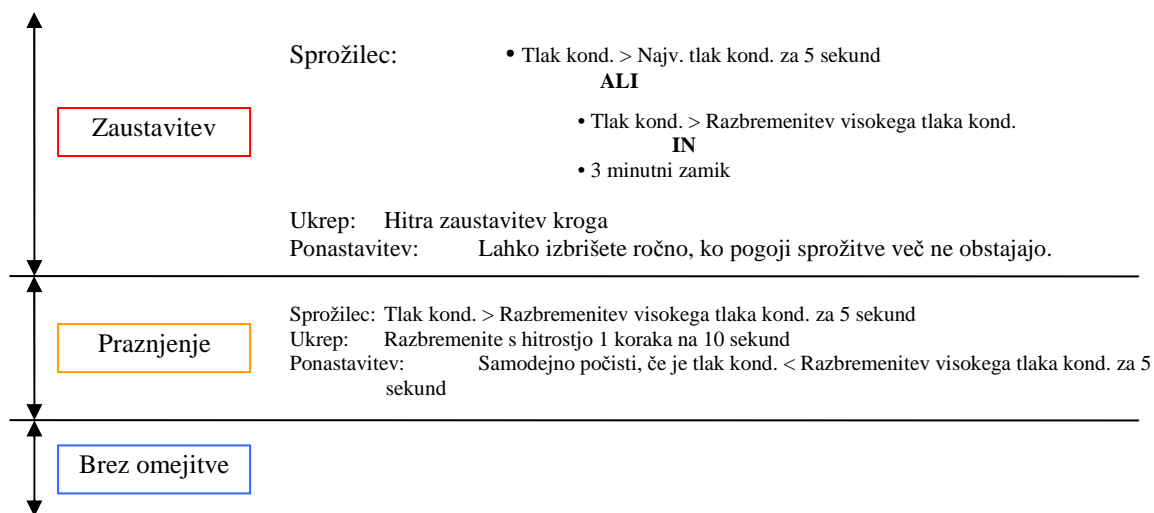 Sprožilec: • Tlak kond. > Najv. tlak kond. za 5 sekund
ALI
Zaustavitev
• Tlak kond. > Razbremenitev visokega tlaka kond.
IN
• 3 minutni zamik
Ukrep: Hitra zaustavitev kroga
Ponastavitev: Lahko izbrišete ročno, ko pogoji sprožitve več ne obstajajo.
Praznjenje
Sprožilec: Tlak kond. > Razbremenitev visokega tlaka kond. za 5 sekund
Ukrep: Razbremenite s hitrostjo 1 koraka na 10 sekund
Ponastavitev: Samodejno počisti, če je tlak kond. < Razbremenitev visokega tlaka kond. za 5
sekund
Brez omejitve